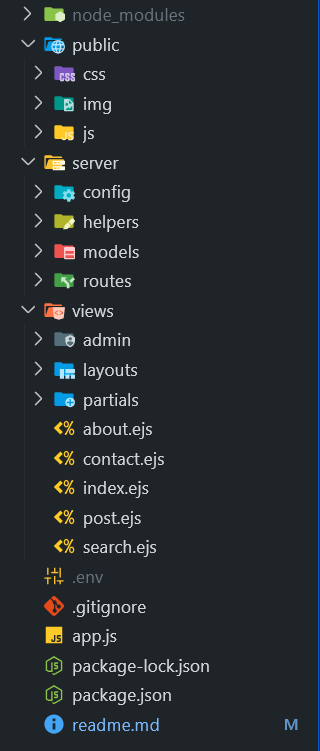 node_modules
public
css
img
js
server
config
helpers
models
routes
views
admin
layouts
partials
about.ejs
contact.ejs
index.ejs
post.ejs
search.ejs
.env
.gitignore
app.js
package-lock.json
package.json
readme.md M